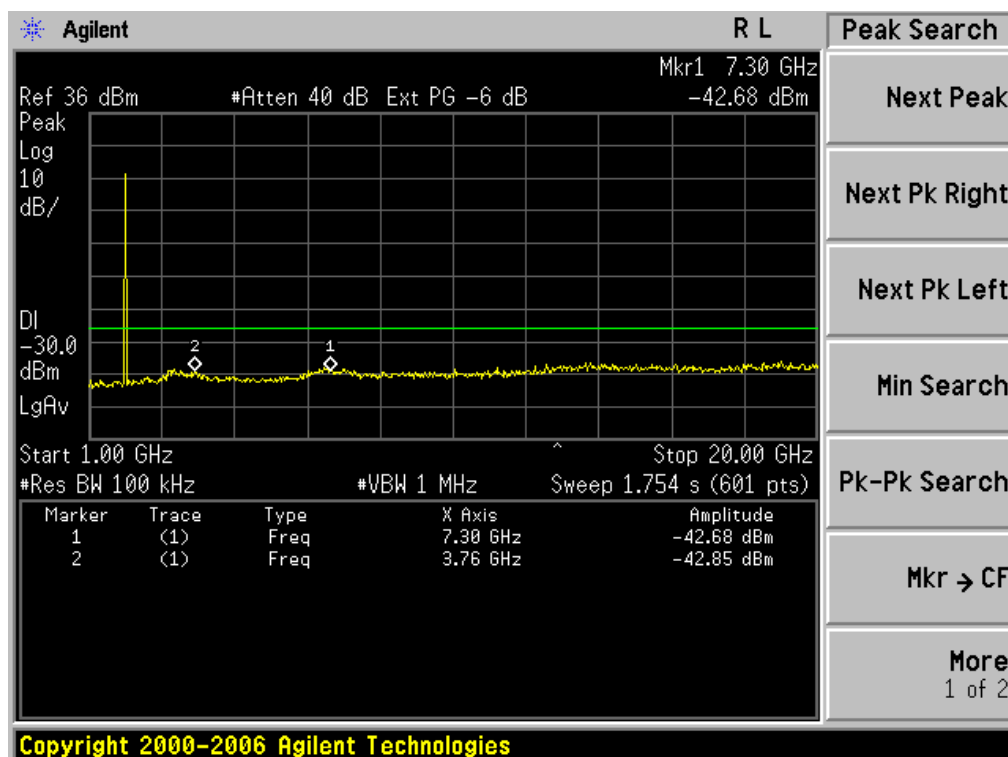 Agilent R L
Mkr1 7.30 GHz
Ref 36 dBm #Atten 40 dB Ext PG -6 dB -42.68 dBm
Peak
Log
10
dB/
DI
-30.0
dBm
LgAv
2 1
Start 1.00 GHz ^ Stop 20.00 GHz
#Res BW 100 kHz #VBW 1 MHz Sweep 1.754 s (601 pts)
Marker Trace Type X Axis Amplitude
1 (1) Freq 7.30 GHz -42.68 dBm
2 (1) Freq 3.76 GHz -42.85 dBm
Peak Search
Next Peak
Next Pk Right
Next Pk Left
Min Search
Pk-Pk Search
Mkr → CF
More
1 of 2
Copyright 2000-2006 Agilent Technologies